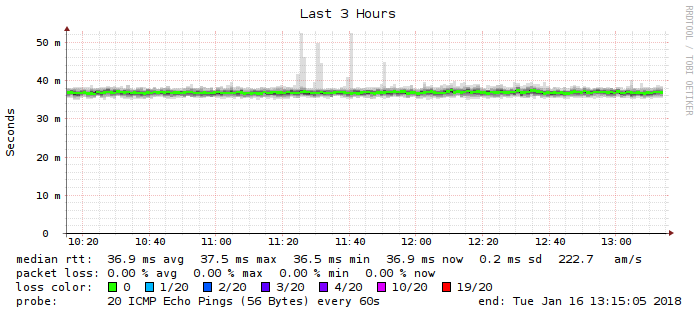 Last 3 Hours
RRDTOOL / TOBI OETIKER
Seconds
50 m
40 m
30 m
20 m
10 m
0
10:20 10:40 11:00 11:20 11:40 12:00 12:20 12:40 13:00
median rtt: 36.9 ms avg 37.5 ms max 36.5 ms min 36.9 ms now 0.2 ms sd 222.7 am/s
packet loss: 0.00 % avg 0.00 % max 0.00 % min 0.00 % now
loss color: 0 1/20 2/20 3/20 4/20 10/20 19/20
probe: 20 ICMP Echo Pings (56 Bytes) every 60s end: Tue Jan 16 13:15:05 2018